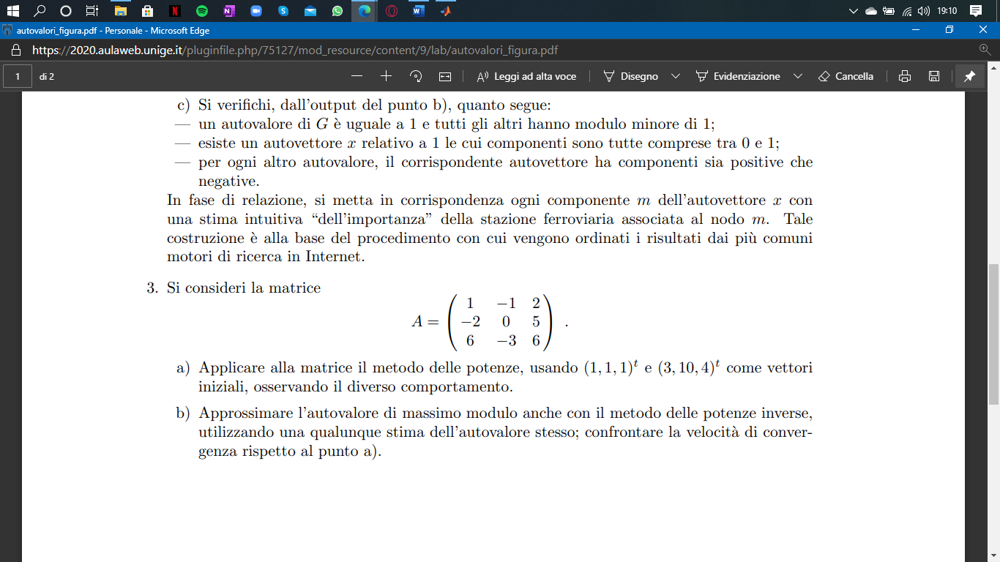 19:10
autovalori_figura.pdf - Personale - Microsoft Edge
https://2020.aulaweb.unige.it/pluginfile.php/75127/mod_resource/content/9/lab/autovalori_figura.pdf
1 di 2 Leggi ad alta voce Disegno Evidenziazione Cancella
c) Si verifichi, dall'output del punto b), quanto segue:
— un autovalore di G è uguale a 1 e tutti gli altri hanno modulo minore di 1;
— esiste un autovettore x relativo a 1 le cui componenti sono tutte comprese tra 0 e 1;
— per ogni altro autovalore, il corrispondente autovettore ha componenti sia positive che
negative.
In fase di relazione, si metta in corrispondenza ogni componente m dell'autovettore x con
una stima intuitiva “dell'importanza” della stazione ferroviaria associata al nodo m. Tale
costruzione è alla base del procedimento con cui vengono ordinati i risultati dai più comuni
motori di ricerca in Internet.
3. Si consideri la matrice
1 −1 2
A = −2 0 5 .
6 −3 6
a) Applicare alla matrice il metodo delle potenze, usando (1, 1, 1)^t e (3, 10, 4)^t come vettori
iniziali, osservando il diverso comportamento.
b) Approssimare l'autovalore di massimo modulo anche con il metodo delle potenze inverse,
utilizzando una qualunque stima dell'autovalore stesso; confrontare la velocità di conver-
genza rispetto al punto a).